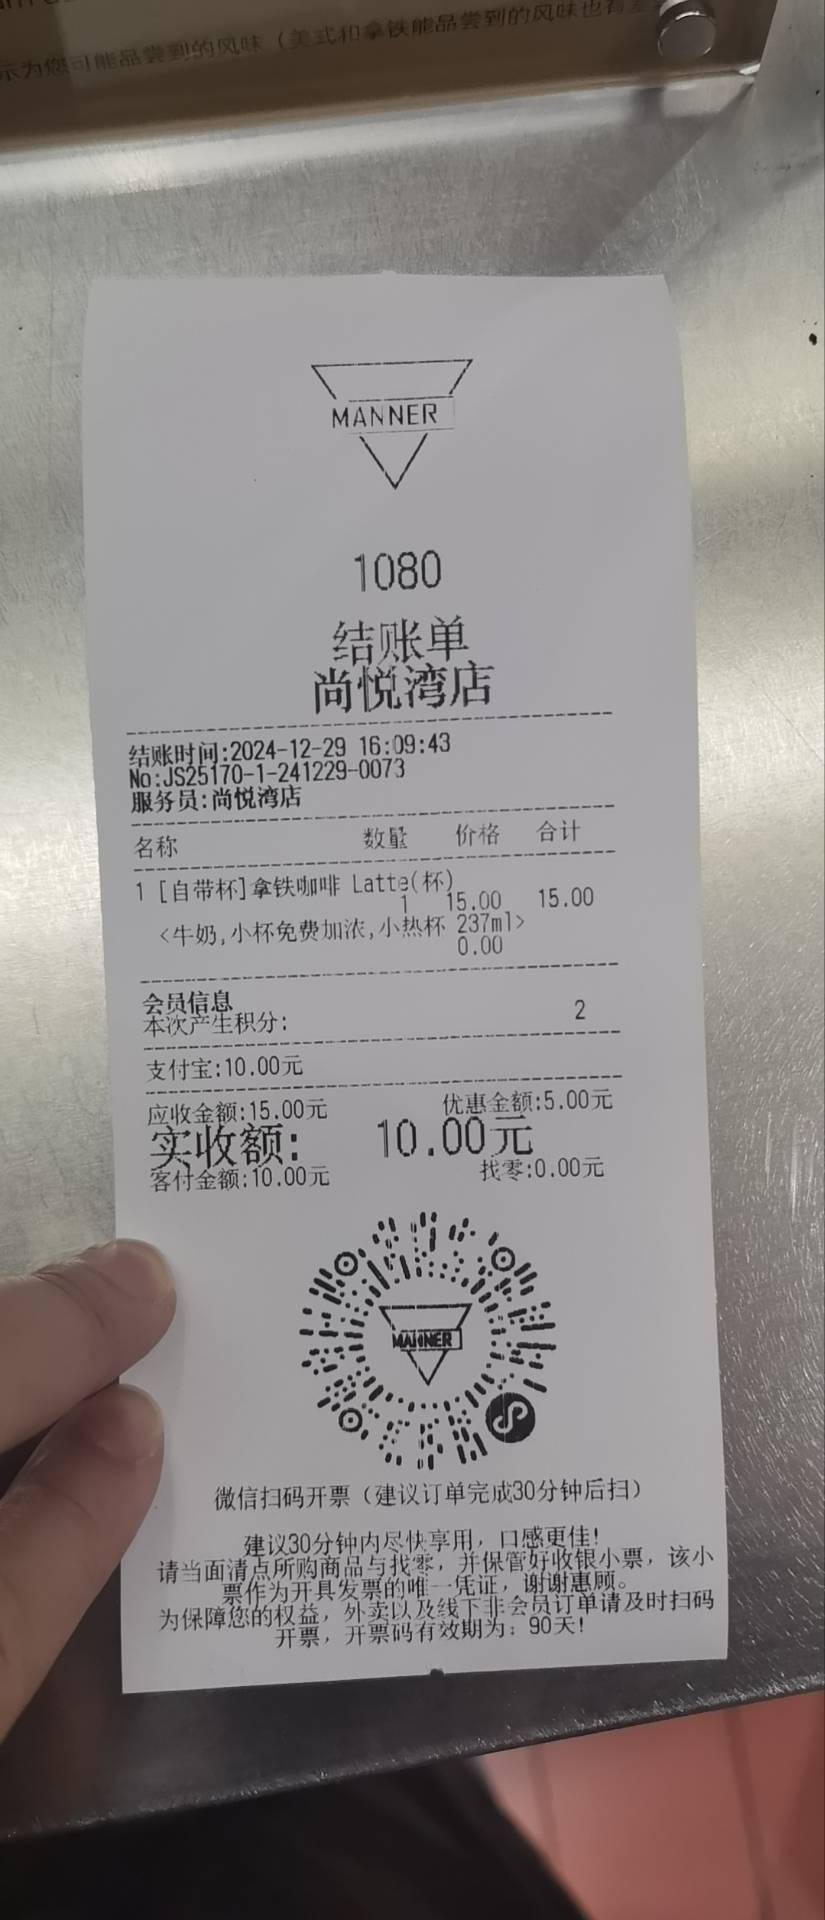 示为您可能品尝到的风味（美式和拿铁能品尝到的风味也有差
MANNER
1080
结账单
尚悦湾店
结账时间:2024-12-29 16:09:43
No:JS25170-1-241229-0073
服务员:尚悦湾店
名称 数量 价格 合计
1 [自带杯]拿铁咖啡 Latte(杯)
1 15.00 15.00
<牛奶,小杯免费加浓,小热杯 237ml>
0.00
会员信息
本次产生积分: 2
支付宝:10.00元
应收金额:15.00元 优惠金额:5.00元
实收额: 10.00元
客付金额:10.00元 找零:0.00元
MANNER
微信扫码开票（建议订单完成30分钟后扫）
建议30分钟内尽快享用，口感更佳！
请当面清点所购商品与找零，并保管好收银小票，该小
票作为开具发票的唯一凭证，谢谢惠顾。
为保障您的权益，外卖以及线下非会员订单请及时扫码
开票，开票码有效期为：90天！